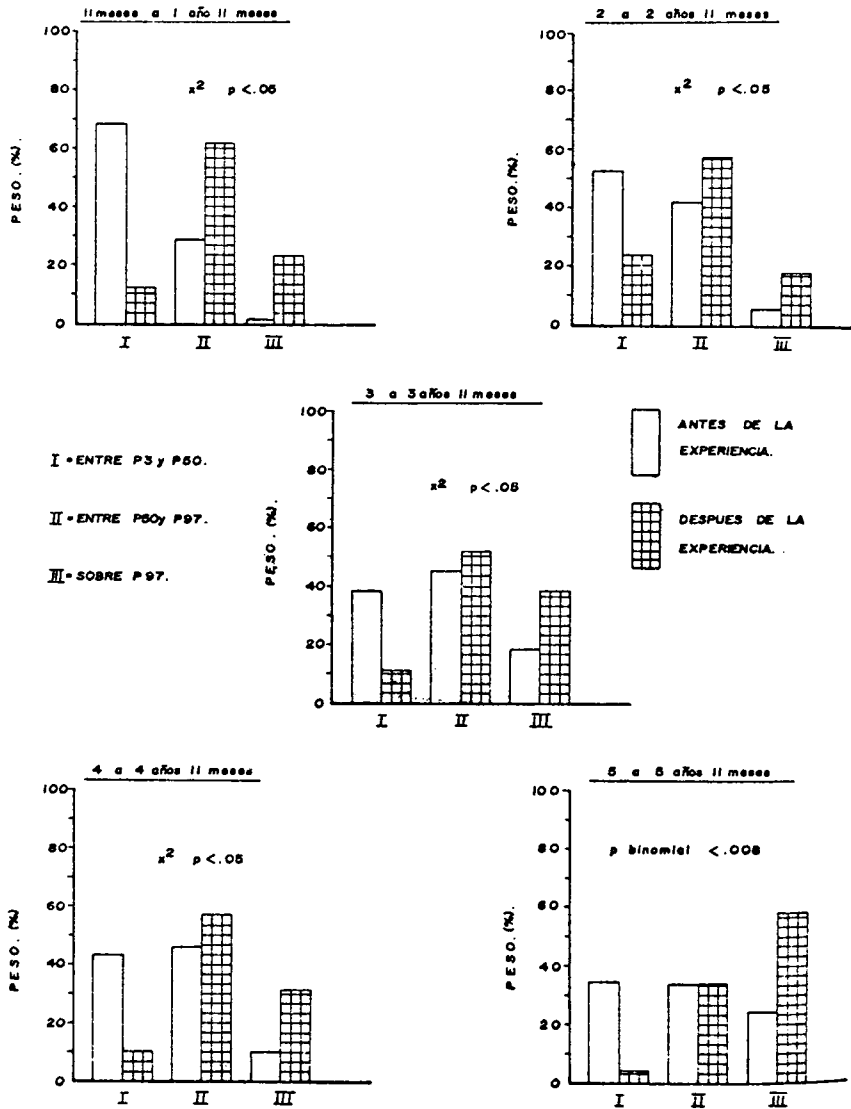 11 meses a 1 año 11 meses
100
80
60
40
20
0
PESO.(%).
x² p <.05
I II III
2 a 2 años 11 meses
100
80
60
40
20
0
PESO.(%).
x² p <.05
I II III
3 a 3 años 11 meses
100
80
60
40
20
0
PESO.(%).
x² p <.05
I II III
I = ENTRE P3 y P50.
II = ENTRE P50 y P97.
III = SOBRE P97.
ANTES DE LA
EXPERIENCIA.
DESPUES DE LA
EXPERIENCIA.
4 a 4 años 11 meses
100
80
60
40
20
0
PESO.(%).
x² p <.05
I II III
5 a 5 años 11 meses
100
80
60
40
20
0
PESO.(%).
p binomial <.008
I II III